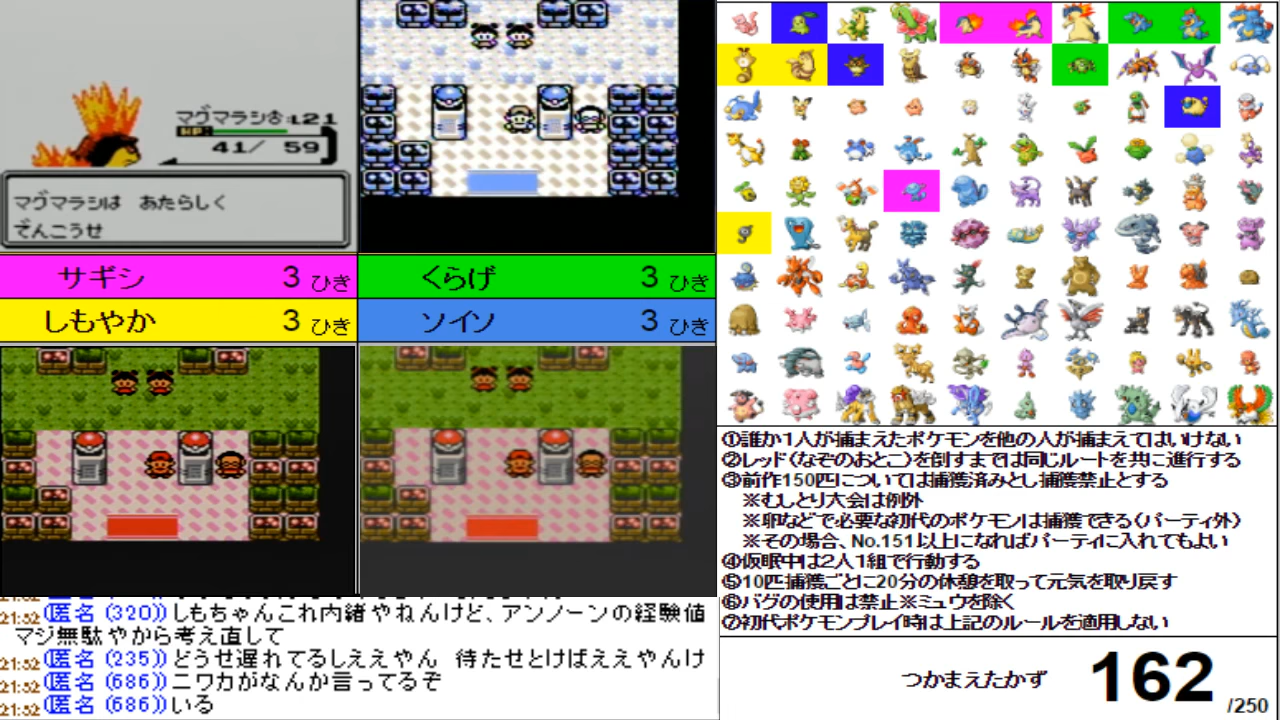 マグマラシ♂:L21
HP:
41/ 59
マグマラシは あたらしく
でんこうせ
サギシ 3 ひき
くらげ 3 ひき
しもやか 3 ひき
ソイソ 3 ひき
21:52 (匿名 (320)) しもちゃんこれ内緒やねんけど、アンノーンの経験値
マジ無駄やから考え直して
21:52 (匿名 (235)) どうせ遅れてるしええやん 待たせとけばええやんけ
21:52 (匿名 (686)) ニワカがなんか言ってるぞ
21:52 (匿名 (686)) いる
①誰か1人が捕まえたポケモンを他の人が捕まえてはいけない
②レッド(なぞのおとこ)を倒すまでは同じルートを共に進行する
③前作150匹については捕獲済みとし捕獲禁止とする
※むしとり大会は例外
※卵などで必要な初代のポケモンは捕獲できる(パーティ外)
※その場合、No.151以上になればパーティに入れてもよい
④仮眠中は2人1組で行動する
⑤10匹捕獲ごとに20分の休憩を取って元気を取り戻す
⑥バグの使用は禁止※ミュウを除く
⑦初代ポケモンプレイ時は上記のルールを適用しない
つかまえたかず 162 /250